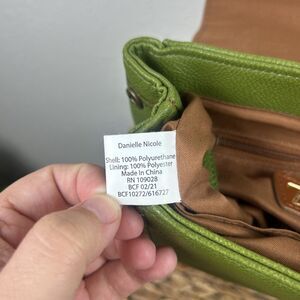 Danielle Nicole
Shell: 100% Polyurethane
Lining: 100% Polyester
Made In China
RN 109028
BCF 02/21
BCF10272/616727